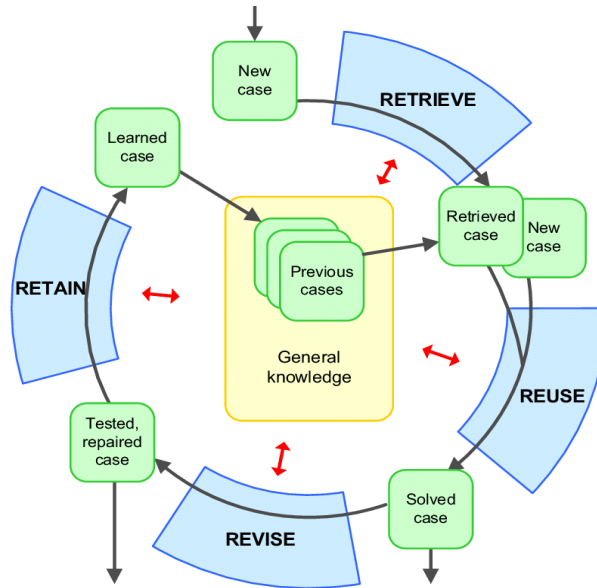 New
case
RETRIEVE
Learned
case
Retrieved
case
New
case
Previous
cases
RETAIN
General
knowledge
REUSE
Tested,
repaired
case
Solved
case
REVISE